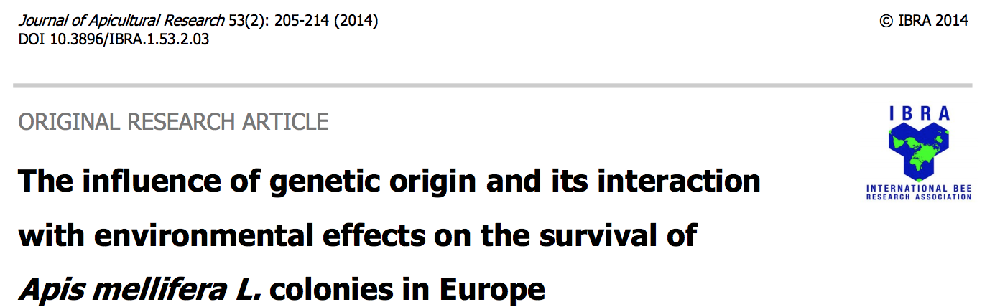 Journal of Apicultural Research 53(2): 205-214 (2014)
© IBRA 2014
DOI 10.3896/IBRA.1.53.2.03
ORIGINAL RESEARCH ARTICLE
IBRA
INTERNATIONAL BEE
RESEARCH ASSOCIATION
The influence of genetic origin and its interaction
with environmental effects on the survival of
Apis mellifera L. colonies in Europe